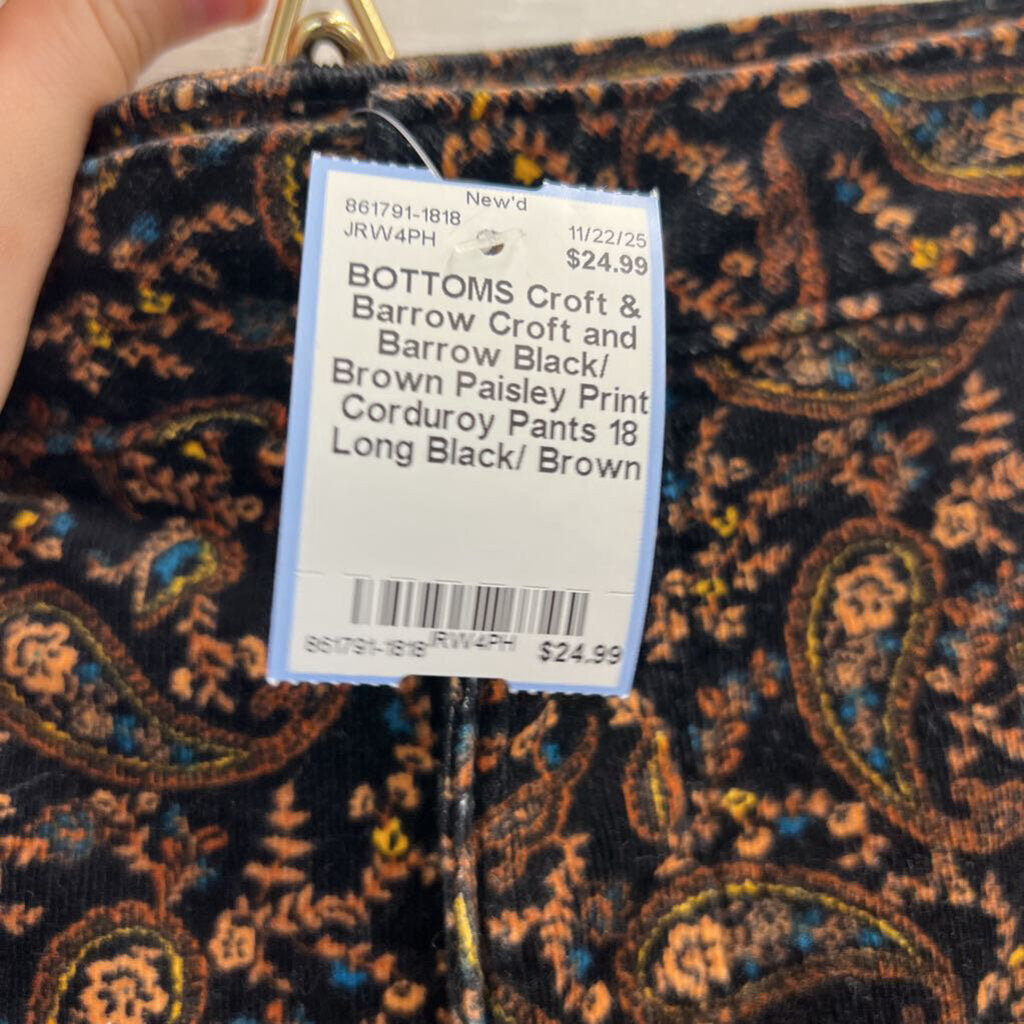 New'd
861791-1818
JRW4PH
11/22/25
$24.99
BOTTOMS Croft &
Barrow Croft and
Barrow Black/
Brown Paisley Print
Corduroy Pants 18
Long Black/ Brown
861791-1818 JRW4PH $24.99